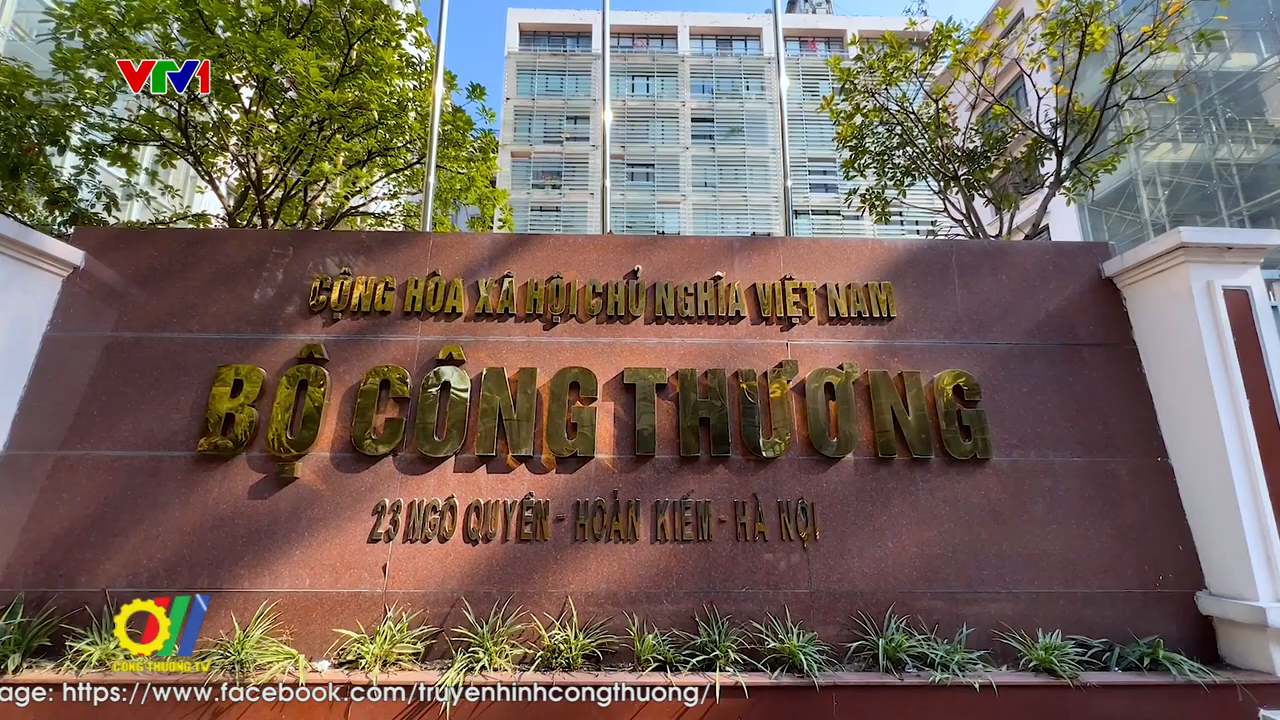 VTV1
CỘNG HÒA XÃ HỘI CHỦ NGHĨA VIỆT NAM
BỘ CÔNG THƯƠNG
23 NGÔ QUYỀN - HOÀN KIẾM - HÀ NỘI
CÔNG THƯƠNG TV
age: https://www.facebook.com/truyenhinhcongthuong/